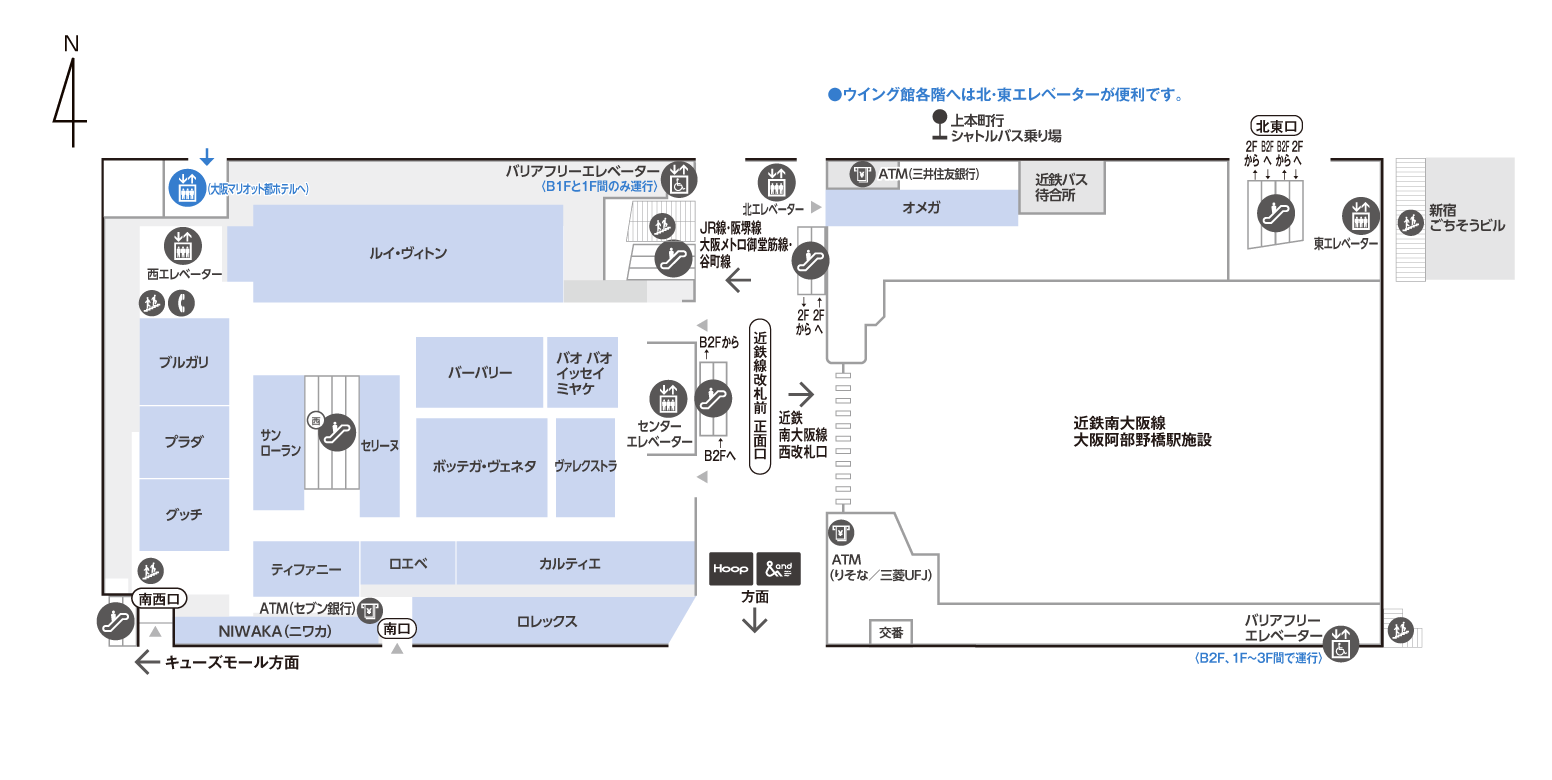 N
●ウイング館各階へは北・東エレベーターが便利です。
上本町行
シャトルバス乗り場
北東口
2F
から
B2F
へ
B2F
から
2F
へ
バリアフリーエレベーター
〈B1Fと1F間のみ運行〉
(大阪マリオット都ホテルへ)
ATM(三井住友銀行)
近鉄バス
待合所
北エレベーター
オメガ
新宿
ごちそうビル
東エレベーター
JR線・阪堺線
大阪メトロ御堂筋線・
谷町線
ルイ・ヴィトン
西エレベーター
2F
から
2F
へ
近鉄線改札前 正面口
B2Fから
ブルガリ
バーバリー
バオ バオ
イッセイ
ミヤケ
プラダ
サン
ローラン
西
セリーヌ
ボッテガ・ヴェネタ
ヴァレクストラ
センター
エレベーター
B2Fへ
近鉄
南大阪線
西改札口
近鉄南大阪線
大阪阿部野橋駅施設
グッチ
ティファニー
ロエベ
カルティエ
Hoop
&and
方面
ATM
(りそな／三菱UFJ)
南西口
ATM(セブン銀行)
NIWAKA(ニワカ)
南口
ロレックス
交番
バリアフリー
エレベーター
〈B2F、1F〜3F間で運行〉
キューズモール方面